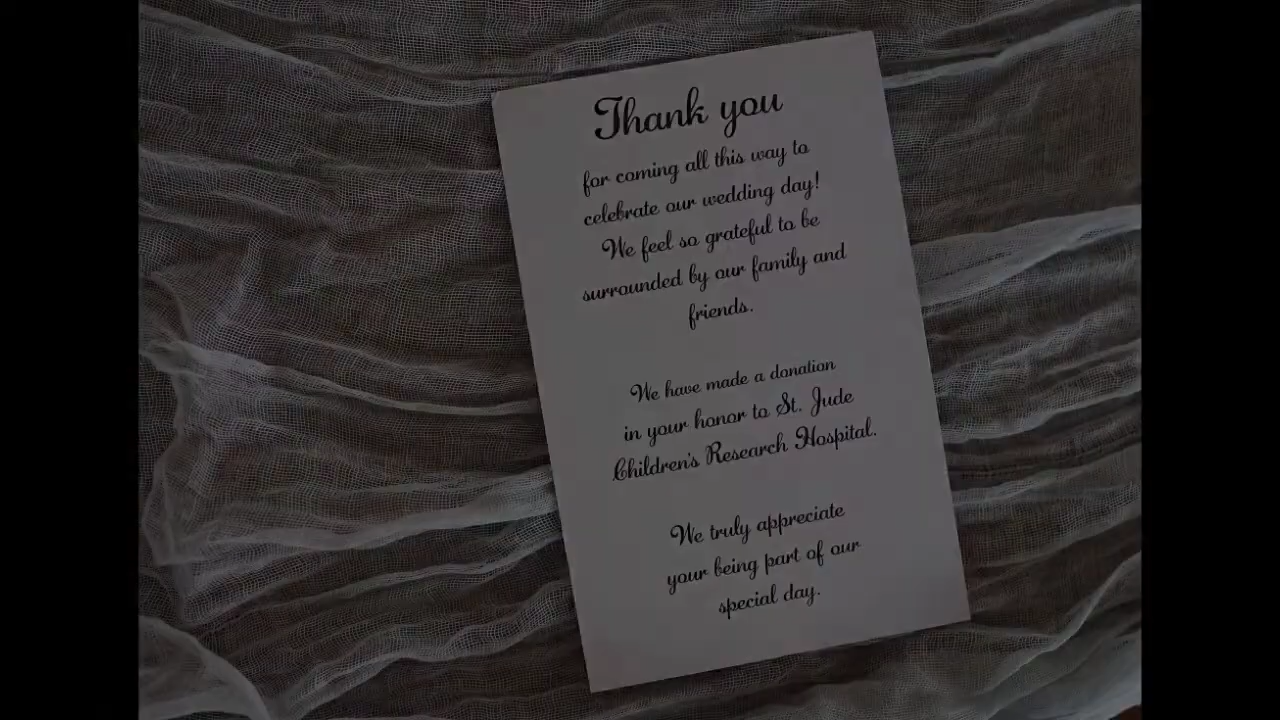 Thank you
for coming all this way to
celebrate our wedding day!
We feel so grateful to be
surrounded by our family and
friends.
We have made a donation
in your honor to St. Jude
Children's Research Hospital.
We truly appreciate
your being part of our
special day.